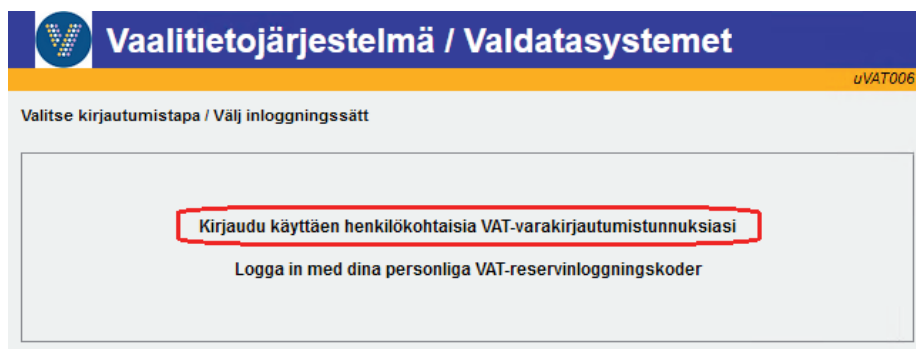 V
Vaalitietojärjestelmä / Valdatasystemet
uVAT006
Valitse kirjautumistapa / Välj inloggningssätt
Kirjaudu käyttäen henkilökohtaisia VAT-varakirjautumistunnuksiasi
Logga in med dina personliga VAT-reservinloggningskoder